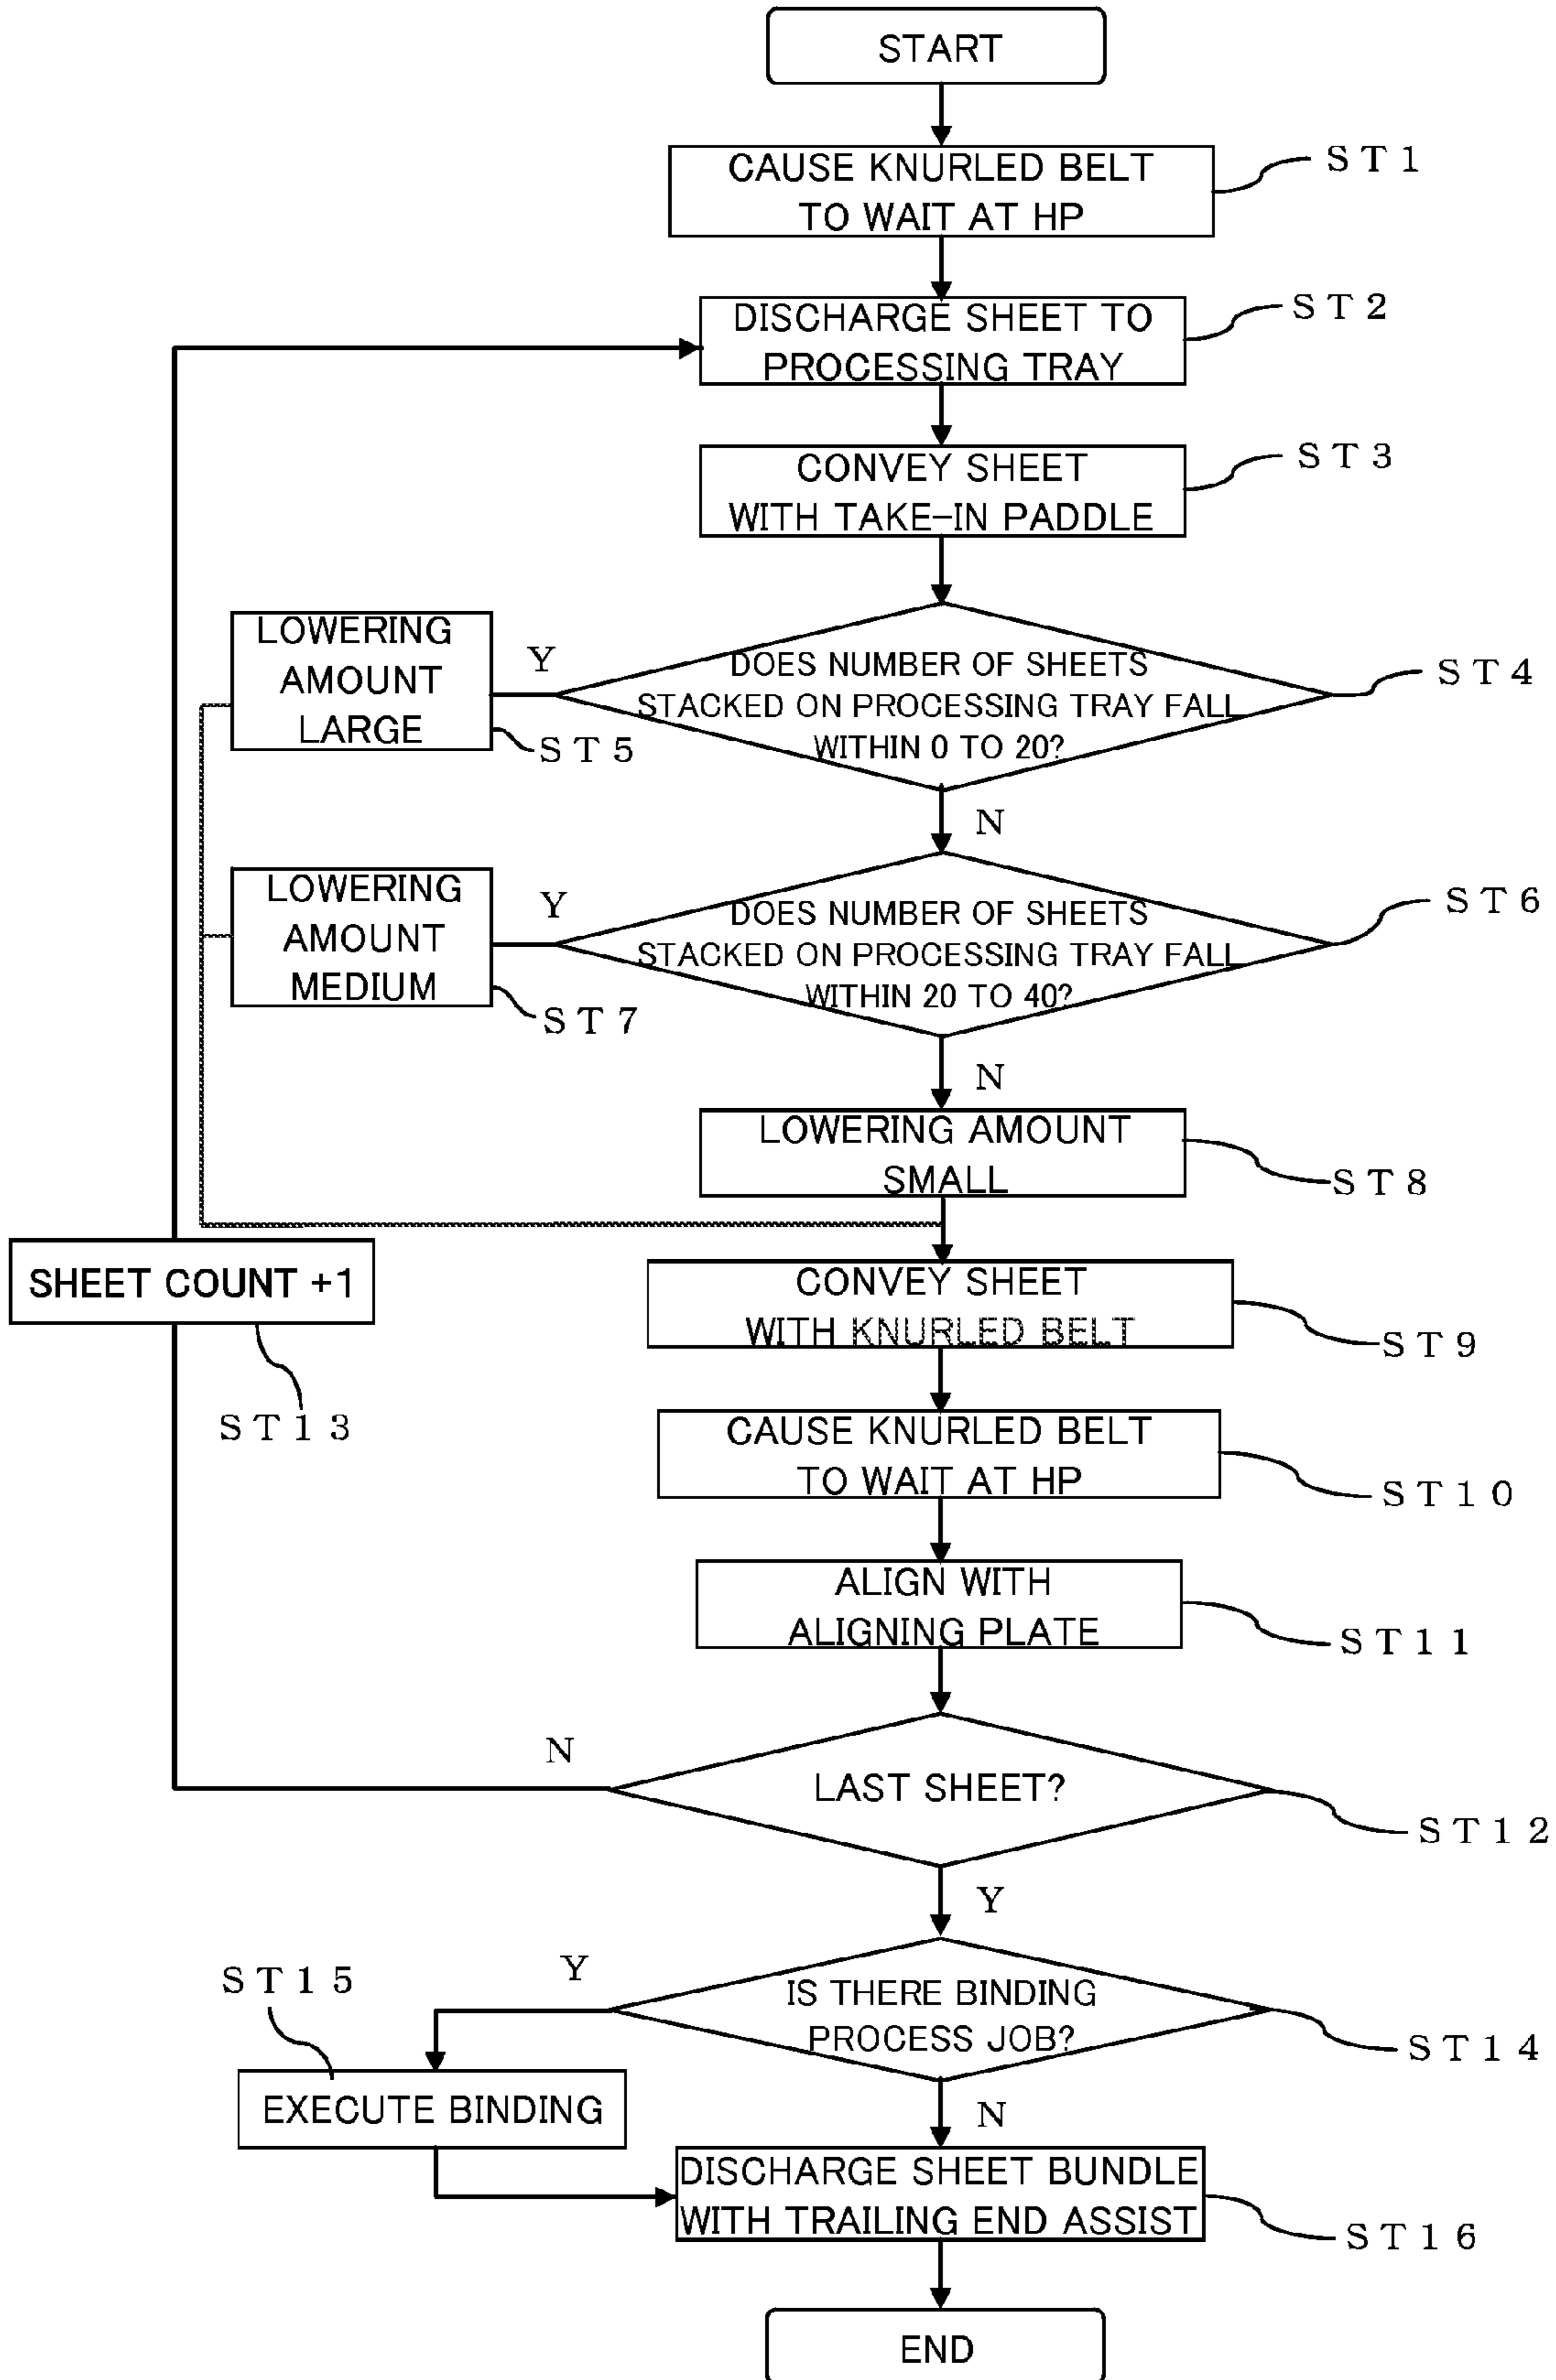 START
CAUSE KNURLED BELT
TO WAIT AT HP
ST1
DISCHARGE SHEET TO
PROCESSING TRAY
ST2
CONVEY SHEET
WITH TAKE-IN PADDLE
ST3
DOES NUMBER OF SHEETS
STACKED ON PROCESSING TRAY FALL
WITHIN 0 TO 20?
ST4
Y
LOWERING
AMOUNT
LARGE
ST5
N
DOES NUMBER OF SHEETS
STACKED ON PROCESSING TRAY FALL
WITHIN 20 TO 40?
ST6
Y
LOWERING
AMOUNT
MEDIUM
ST7
N
LOWERING AMOUNT
SMALL
ST8
CONVEY SHEET
WITH KNURLED BELT
ST9
CAUSE KNURLED BELT
TO WAIT AT HP
ST10
ALIGN WITH
ALIGNING PLATE
ST11
LAST SHEET?
ST12
N
SHEET COUNT +1
ST13
Y
IS THERE BINDING
PROCESS JOB?
ST14
Y
ST15
EXECUTE BINDING
N
DISCHARGE SHEET BUNDLE
WITH TRAILING END ASSIST
ST16
END